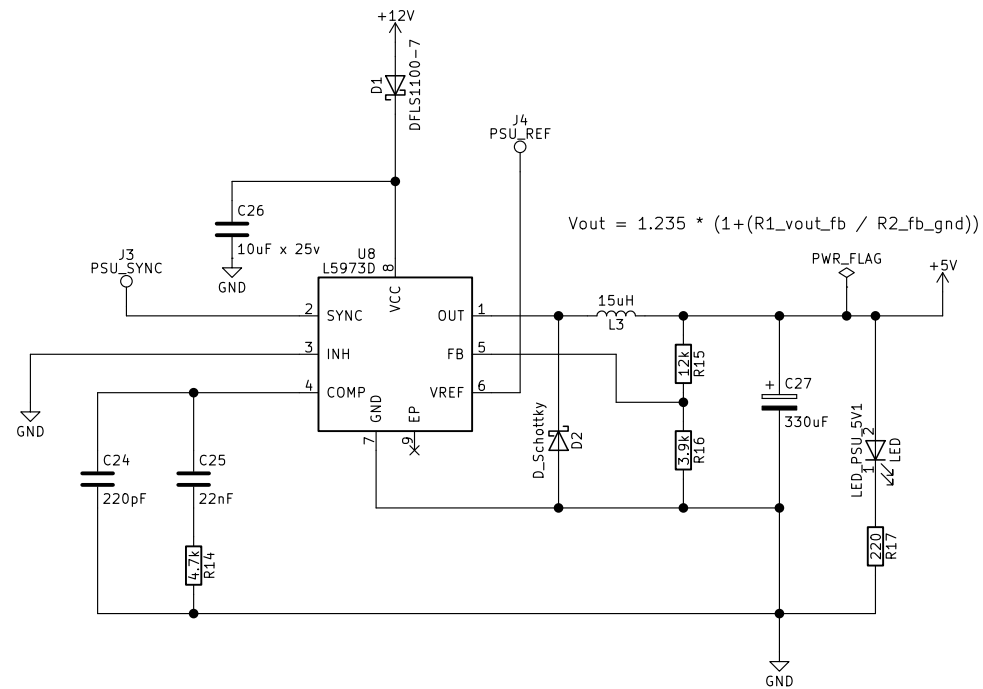 +12V
D1
DFLS1100-7
J4
PSU_REF
C26
10uF x 25v
GND
Vout = 1.235 * (1+(R1_vout_fb / R2_fb_gnd))
J3
PSU_SYNC
U8
L5973D
8
VCC
PWR_FLAG
+5V
15uH
L3
2
SYNC
OUT
1
3
INH
FB
5
4
COMP
VREF
6
GND
7
EP
9
GND
12k
R15
3.9k
R16
D_Schottky
D2
+
C27
330uF
LED_PSU_5V1
2
1
LED
C24
220pF
C25
22nF
4.7k
R14
220
R17
GND